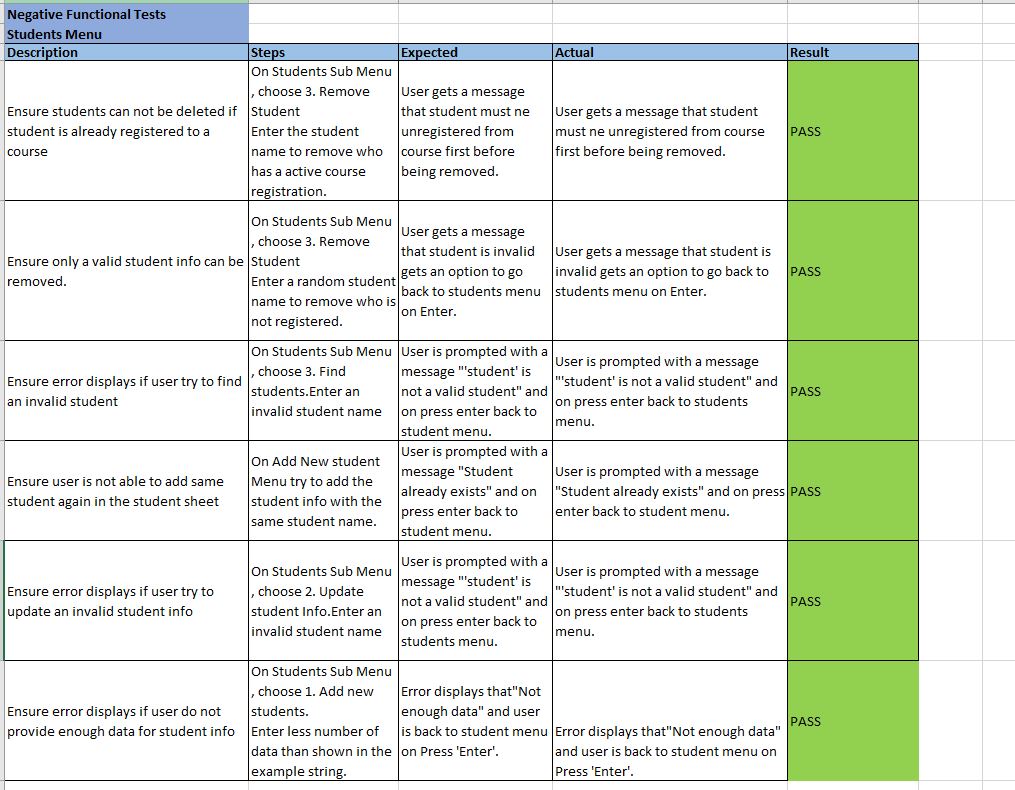 Negative Functional Tests
Students Menu
Description Steps Expected Actual Result
Ensure students can not be deleted if
student is already registered to a
course
On Students Sub Menu
, choose 3. Remove
Student
Enter the student
name to remove who
has a active course
registration.
User gets a message
that student must ne
unregistered from
course first before
being removed.
User gets a message that student
must ne unregistered from course
first before being removed.
PASS
Ensure only a valid student info can be
removed.
On Students Sub Menu
, choose 3. Remove
Student
Enter a random student
name to remove who is
not registered.
User gets a message
that student is invalid
gets an option to go
back to students menu
on Enter.
User gets a message that student is
invalid gets an option to go back to
students menu on Enter.
PASS
Ensure error displays if user try to find
an invalid student
On Students Sub Menu
, choose 3. Find
students.Enter an
invalid student name
User is prompted with a
message "'student' is
not a valid student" and
on press enter back to
student menu.
User is prompted with a message
"'student' is not a valid student" and
on press enter back to students
menu.
PASS
Ensure user is not able to add same
student again in the student sheet
On Add New student
Menu try to add the
student info with the
same student name.
User is prompted with a
message "Student
already exists" and on
press enter back to
student menu.
User is prompted with a message
"Student already exists" and on press
enter back to student menu.
PASS
Ensure error displays if user try to
update an invalid student info
On Students Sub Menu
, choose 2. Update
student Info.Enter an
invalid student name
User is prompted with a
message "'student' is
not a valid student" and
on press enter back to
students menu.
User is prompted with a message
"'student' is not a valid student" and
on press enter back to students
menu.
PASS
Ensure error displays if user do not
provide enough data for student info
On Students Sub Menu
, choose 1. Add new
students.
Enter less number of
data than shown in the
example string.
Error displays that"Not
enough data" and user
is back to student menu
on Press 'Enter'.
Error displays that"Not enough data"
and user is back to student menu on
Press 'Enter'.
PASS